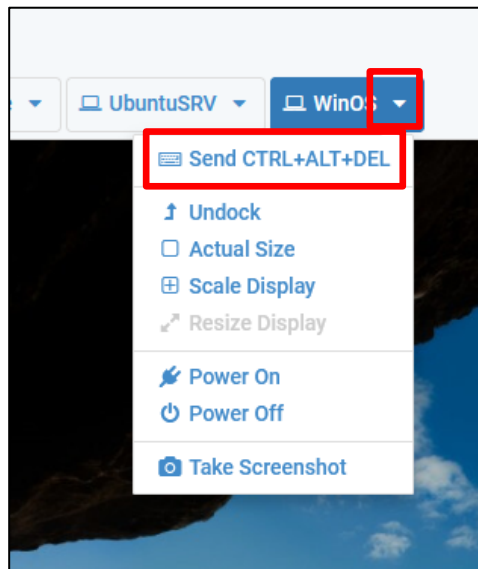 UbuntuSRV
WinOS
Send CTRL+ALT+DEL
Undock
Actual Size
Scale Display
Resize Display
Power On
Power Off
Take Screenshot